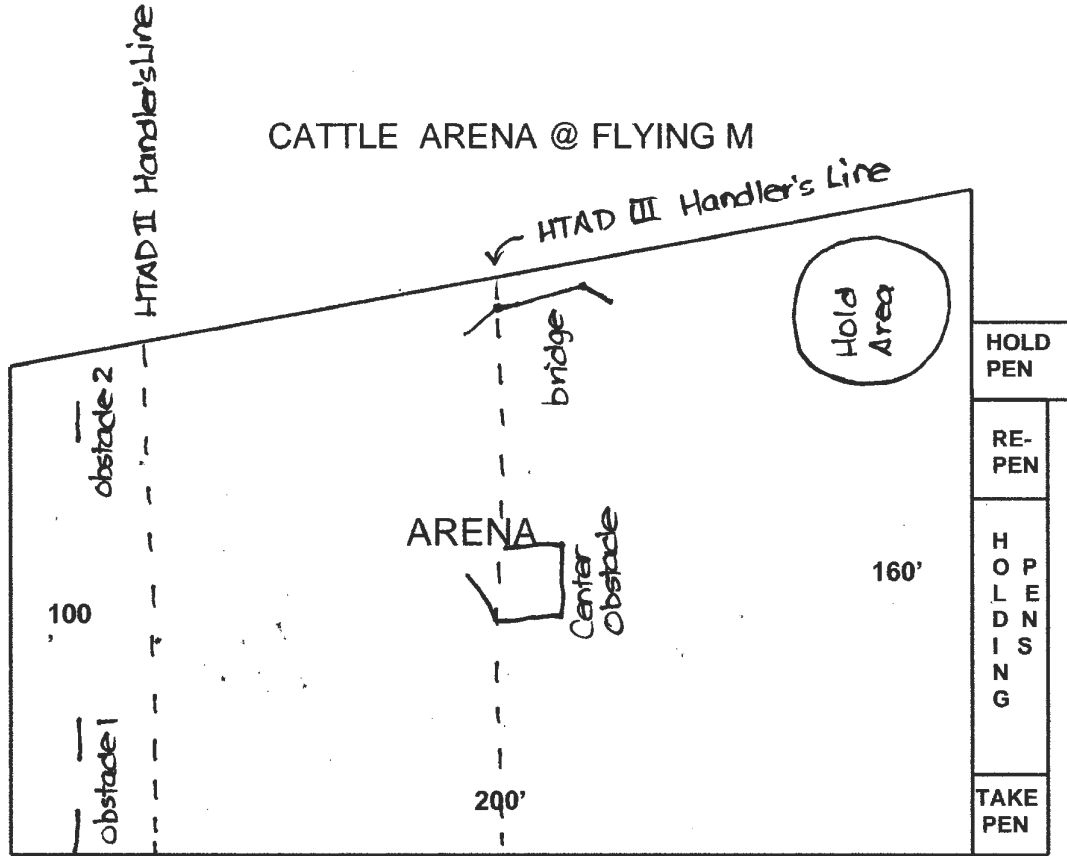 HTAD II Handler's Line
CATTLE ARENA @ FLYING M
HTAD III Handler's Line
Hold
Area
bridge
HOLD
PEN
obstacle 2
RE-
PEN
ARENA
Center
Obstacle
HOLDING
PENS
160'
100
'
obstacle 1
200'
TAKE
PEN